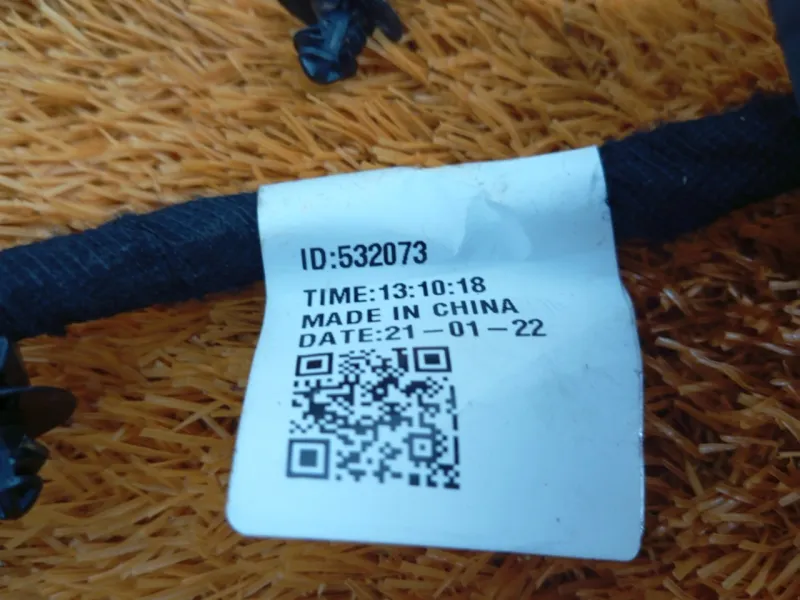 ID:532073
TIME:13:10:18
MADE IN CHINA
DATE:21-01-22